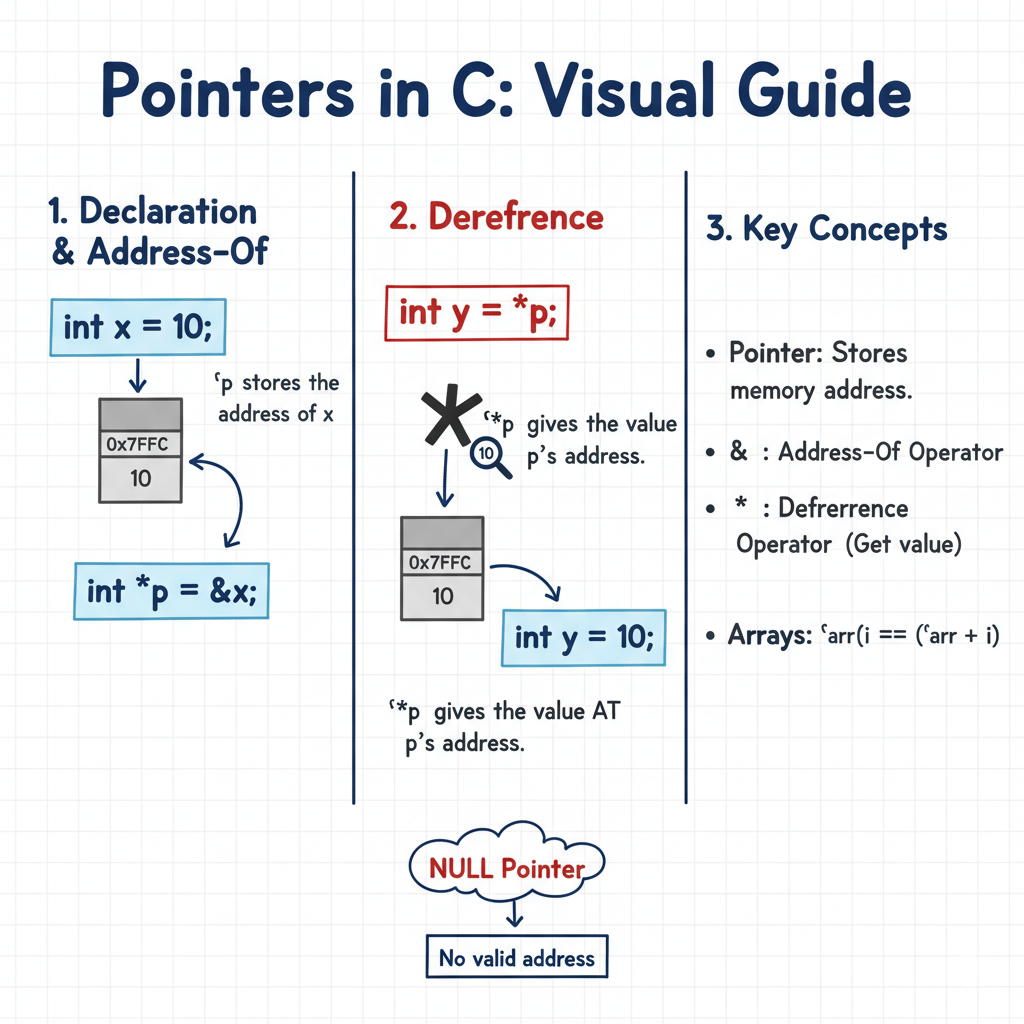 Pointers in C: Visual Guide
1. Declaration
& Address-Of
int x = 10;
‘p stores the
address of x
0x7FFC
10
int *p = &x;
2. Derefrence
int y = *p;
‘*p gives the value
p’s address.
10
0x7FFC
10
int y = 10;
‘*p gives the value AT
p’s address.
3. Key Concepts
• Pointer: Stores
memory address.
• & : Address-Of Operator
• * : Defrerrence
Operator (Get value)
• Arrays: ‘arr(i == (‘arr + i)
NULL Pointer
No valid address